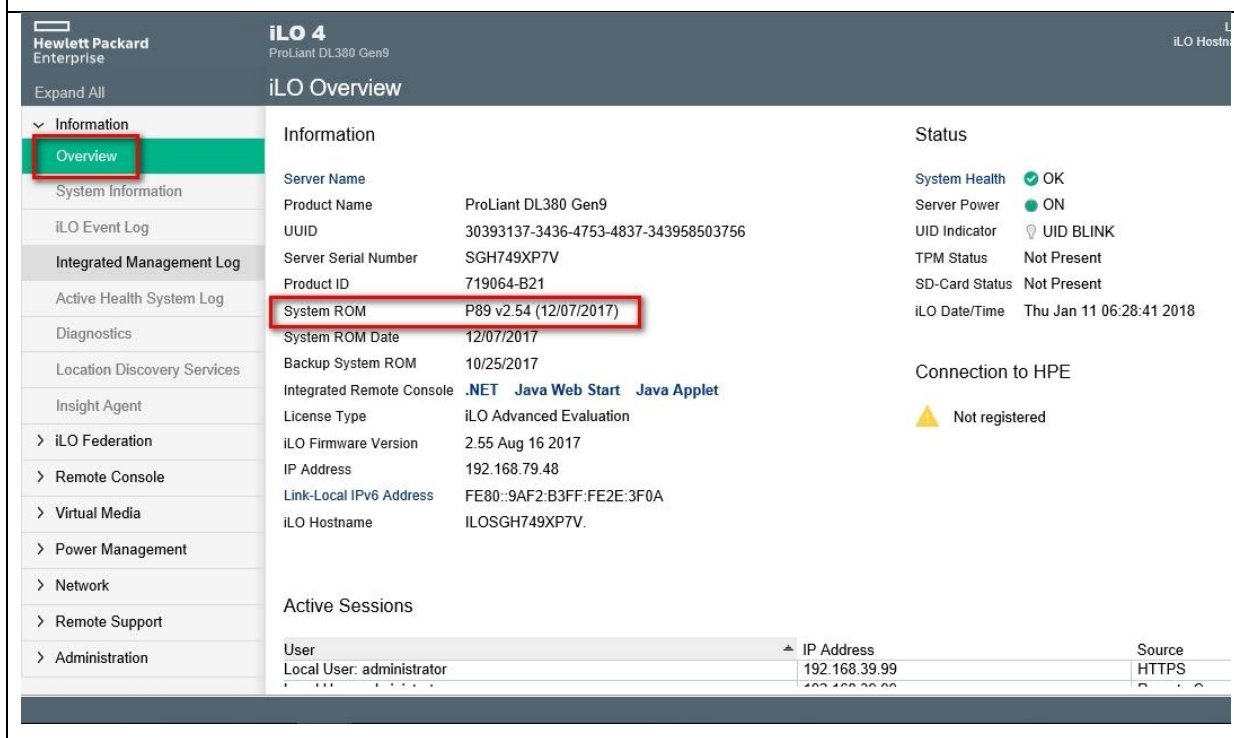 Hewlett Packard
Enterprise
iLO 4
ProLiant DL380 Gen9
iLO Hostn
Expand All
iLO Overview
Information
Overview
System Information
iLO Event Log
Integrated Management Log
Active Health System Log
Diagnostics
Location Discovery Services
Insight Agent
iLO Federation
Remote Console
Virtual Media
Power Management
Network
Remote Support
Administration
Information
Server Name
Product Name ProLiant DL380 Gen9
UUID 30393137-3436-4753-4837-343958503756
Server Serial Number SGH749XP7V
Product ID 719064-B21
System ROM P89 v2.54 (12/07/2017)
System ROM Date 12/07/2017
Backup System ROM 10/25/2017
Integrated Remote Console .NET Java Web Start Java Applet
License Type iLO Advanced Evaluation
iLO Firmware Version 2.55 Aug 16 2017
IP Address 192.168.79.48
Link-Local IPv6 Address FE80::9AF2:B3FF:FE2E:3F0A
iLO Hostname ILOSGH749XP7V.
Status
System Health OK
Server Power ON
UID Indicator UID BLINK
TPM Status Not Present
SD-Card Status Not Present
iLO Date/Time Thu Jan 11 06:28:41 2018
Connection to HPE
Not registered
Active Sessions
User IP Address Source
Local User: administrator 192.168.39.99 HTTPS